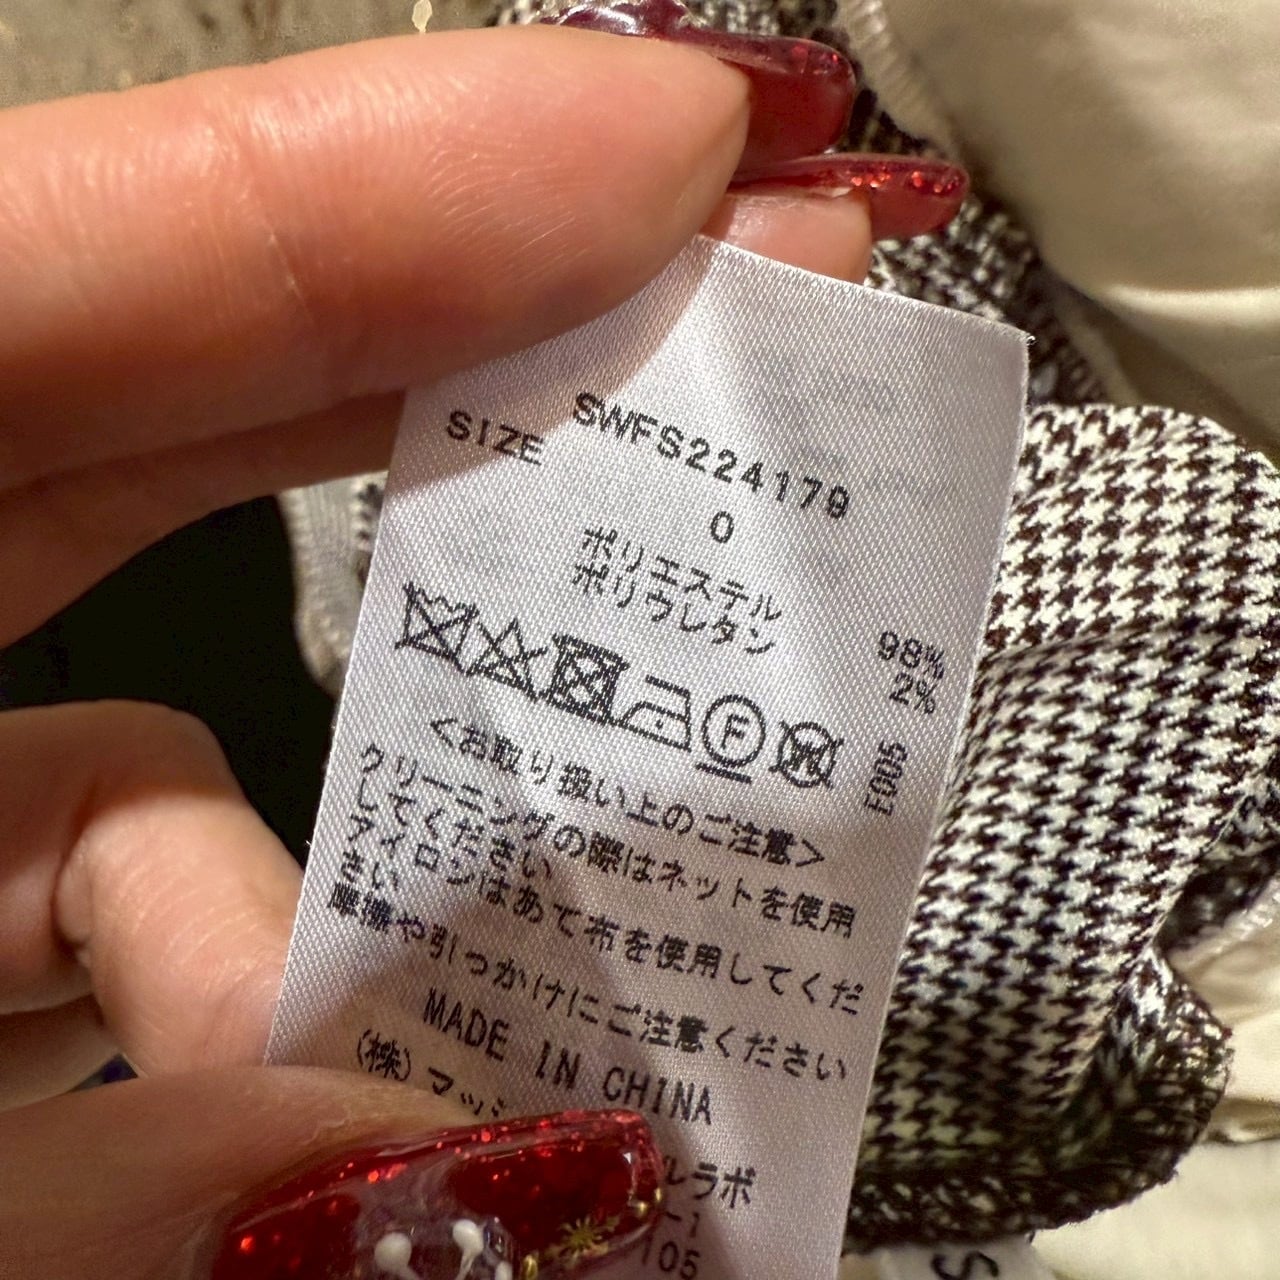 SWFS224179
SIZE 0
ポリエステル 98%
ポリウレタン 2%
F
W
E005
<お取り扱い上のご注意>
クリーニングの際はネットを使用
してください
アイロンはあて布を使用してくだ
さい
摩擦や引っかけにご注意ください
MADE IN CHINA
(株)マッシ
ルラボ
-1
105
S